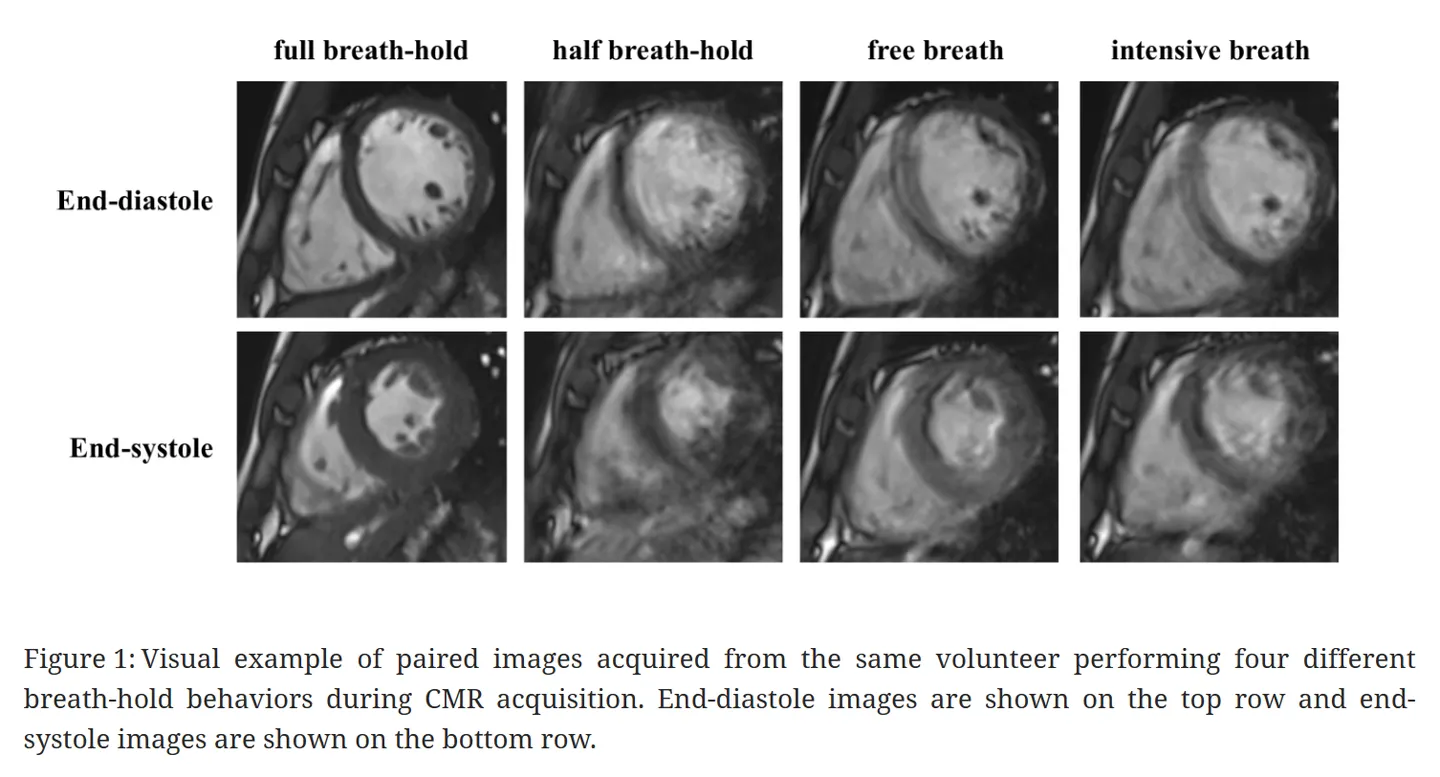 full breath-hold half breath-hold free breath intensive breath
End-diastole
End-systole
Figure 1: Visual example of paired images acquired from the same volunteer performing four different
breath-hold behaviors during CMR acquisition. End-diastole images are shown on the top row and end-
systole images are shown on the bottom row.